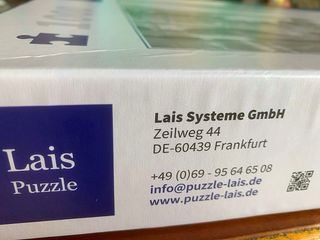 Lais
Puzzle
Lais Systeme GmbH
Zeilweg 44
DE-60439 Frankfurt
+49 (0)69 - 95 64 65 08
info@puzzle-lais.de
www.puzzle-lais.de